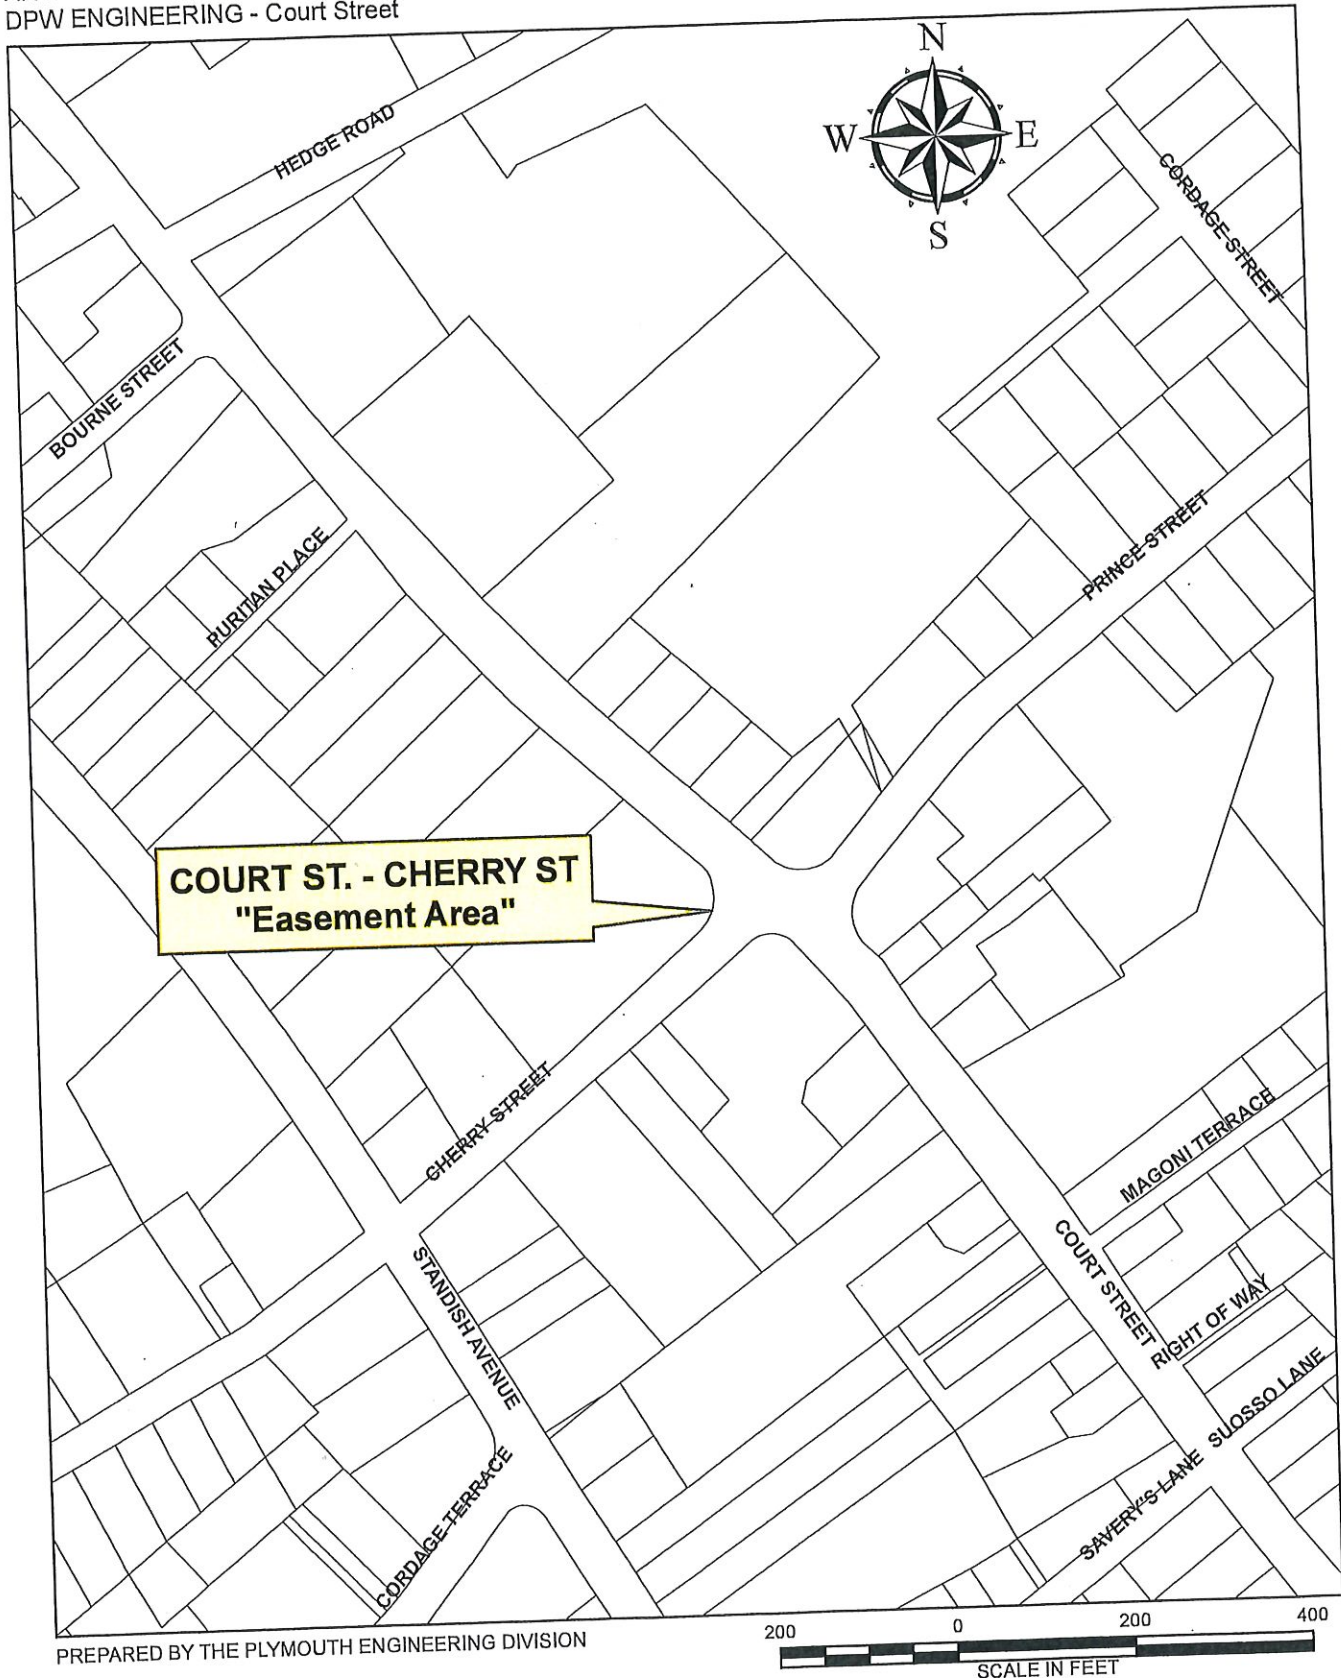 DPW ENGINEERING - Court Street
N
W
E
S
HEDGE ROAD
CORDAGE STREET
BOURNE STREET
PURITAN PLACE
PRINCE STREET
COURT ST. - CHERRY ST
"Easement Area"
CHERRY STREET
MAGONI TERRACE
COURT STREET
RIGHT OF WAY
STANDISH AVENUE
SUOSSO LANE
SAVERY'S LANE
CORDAGE TERRACE
PREPARED BY THE PLYMOUTH ENGINEERING DIVISION
200 0 200 400
SCALE IN FEET